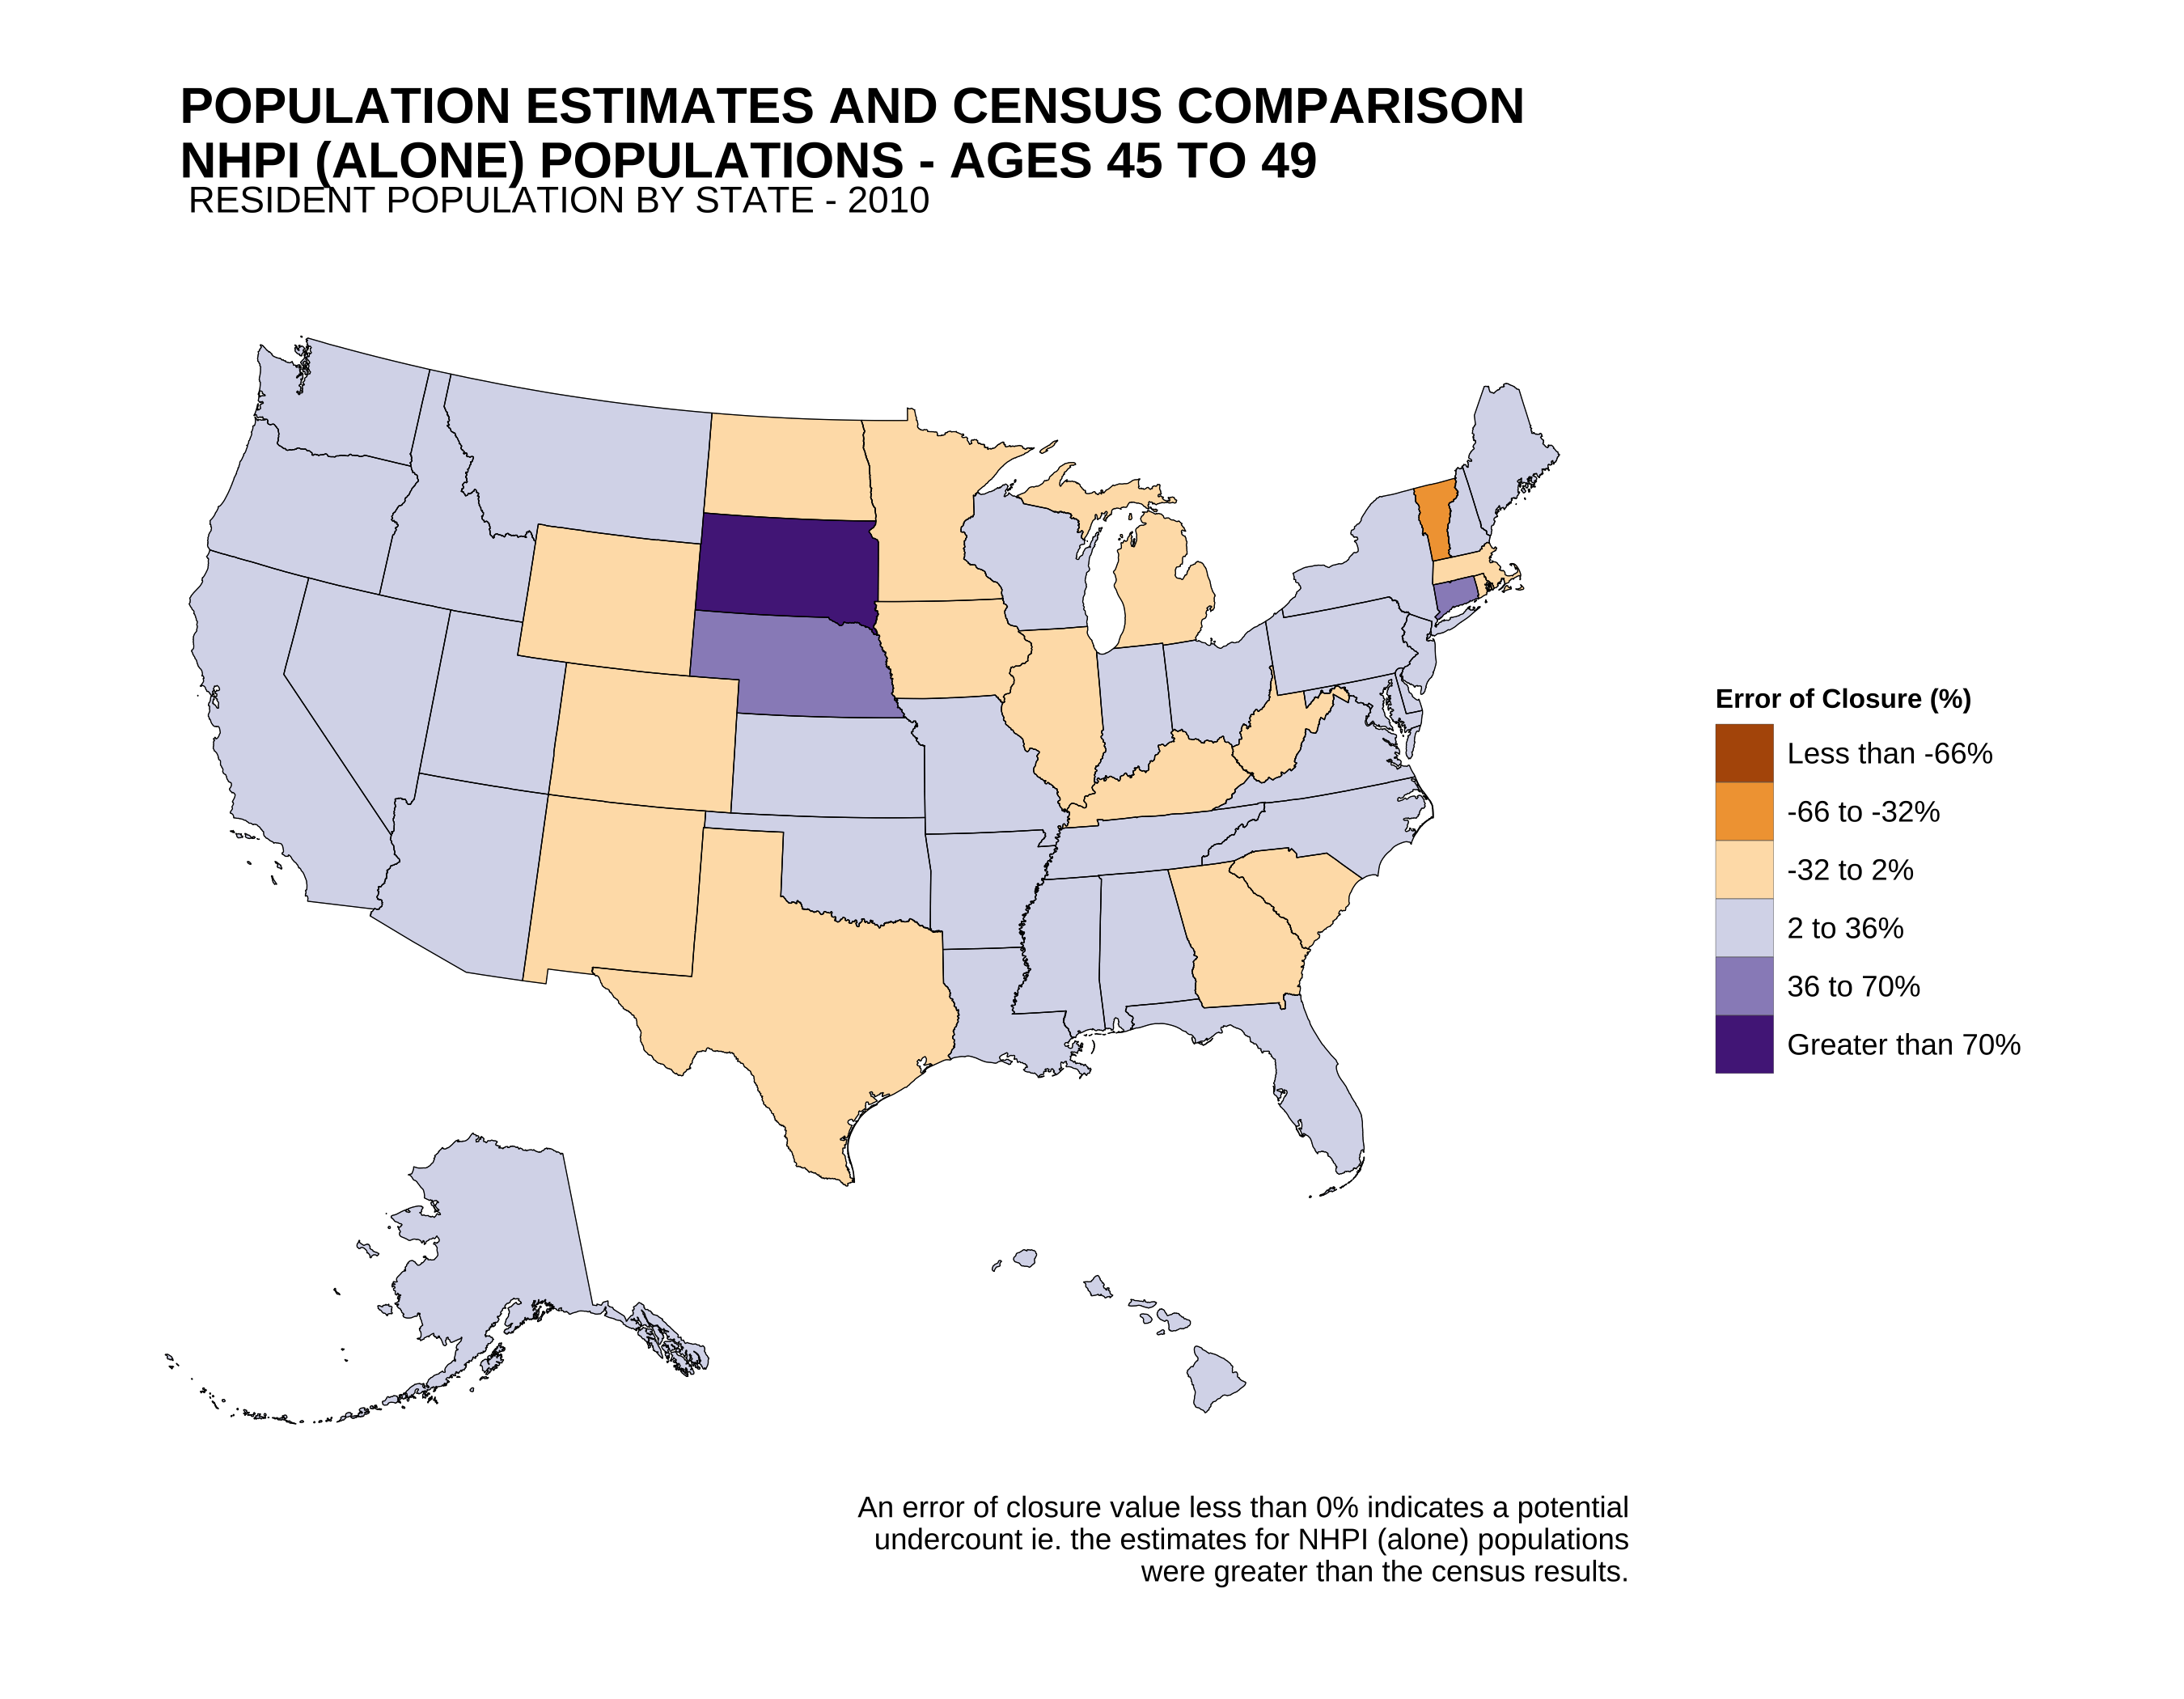 POPULATION ESTIMATES AND CENSUS COMPARISON
NHPI (ALONE) POPULATIONS - AGES 45 TO 49
RESIDENT POPULATION BY STATE - 2010
Error of Closure (%)
Less than -66%
-66 to -32%
-32 to 2%
2 to 36%
36 to 70%
Greater than 70%
An error of closure value less than 0% indicates a potential
undercount ie. the estimates for NHPI (alone) populations
were greater than the census results.